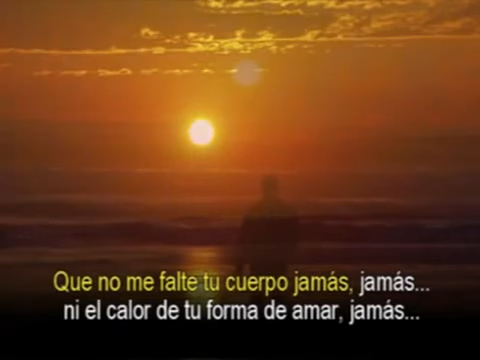 Que no me falte tu cuerpo jamás, jamás...
ni el calor de tu forma de amar, jamás...